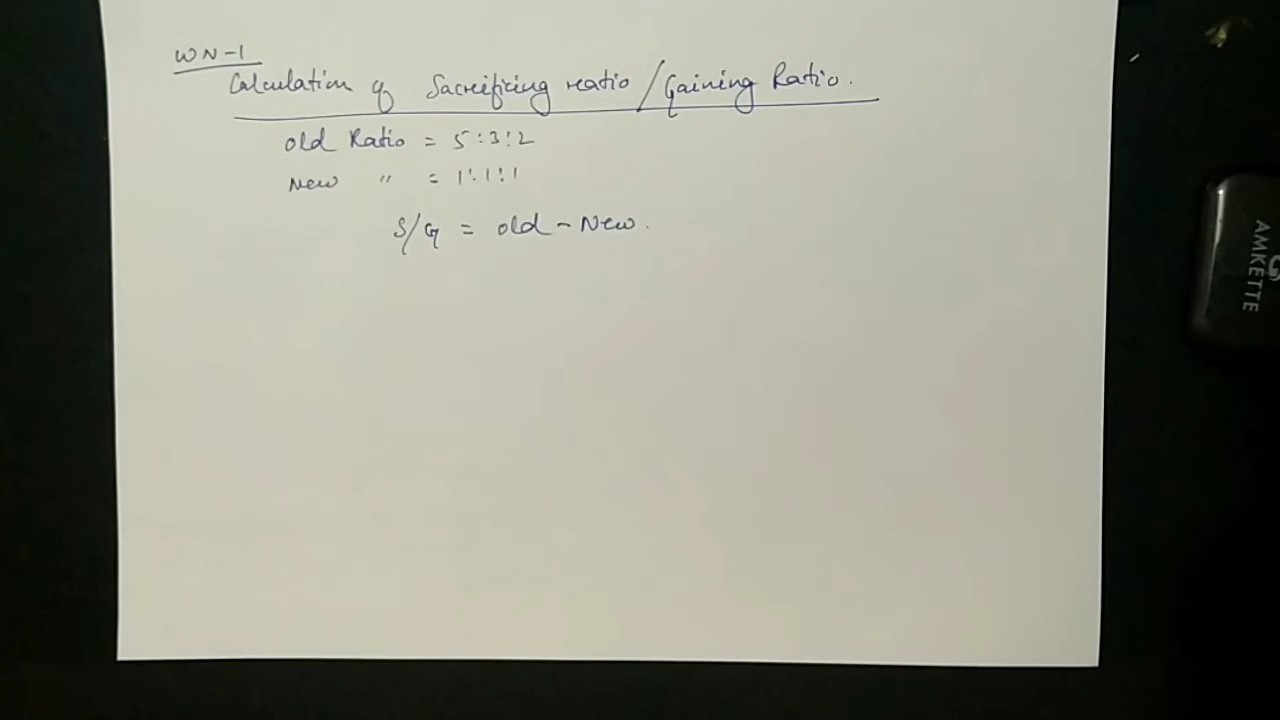 WN-1
Calculation of Sacrificing ratio / Gaining Ratio.
old Ratio = 5:3:2
New " = 1:1:1
S/G = old - New.
AMKETTE